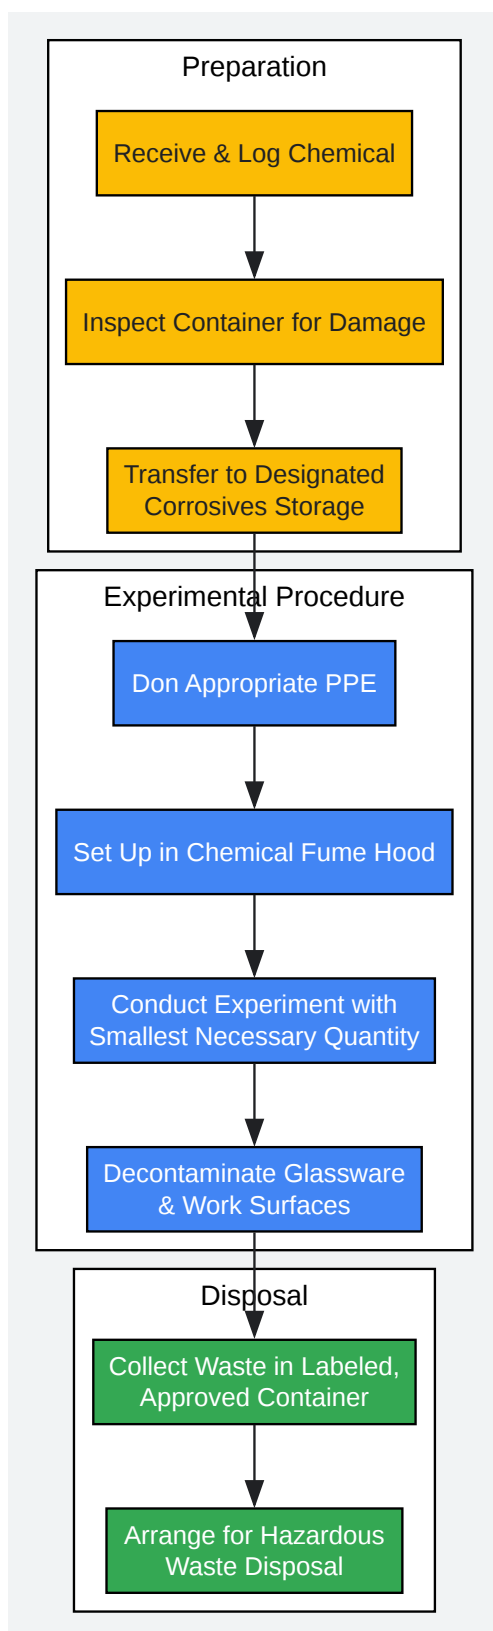 Preparation
Receive & Log Chemical
Inspect Container for Damage
Transfer to Designated
Corrosives Storage
Experimental Procedure
Don Appropriate PPE
Set Up in Chemical Fume Hood
Conduct Experiment with
Smallest Necessary Quantity
Decontaminate Glassware
& Work Surfaces
Disposal
Collect Waste in Labeled,
Approved Container
Arrange for Hazardous
Waste Disposal